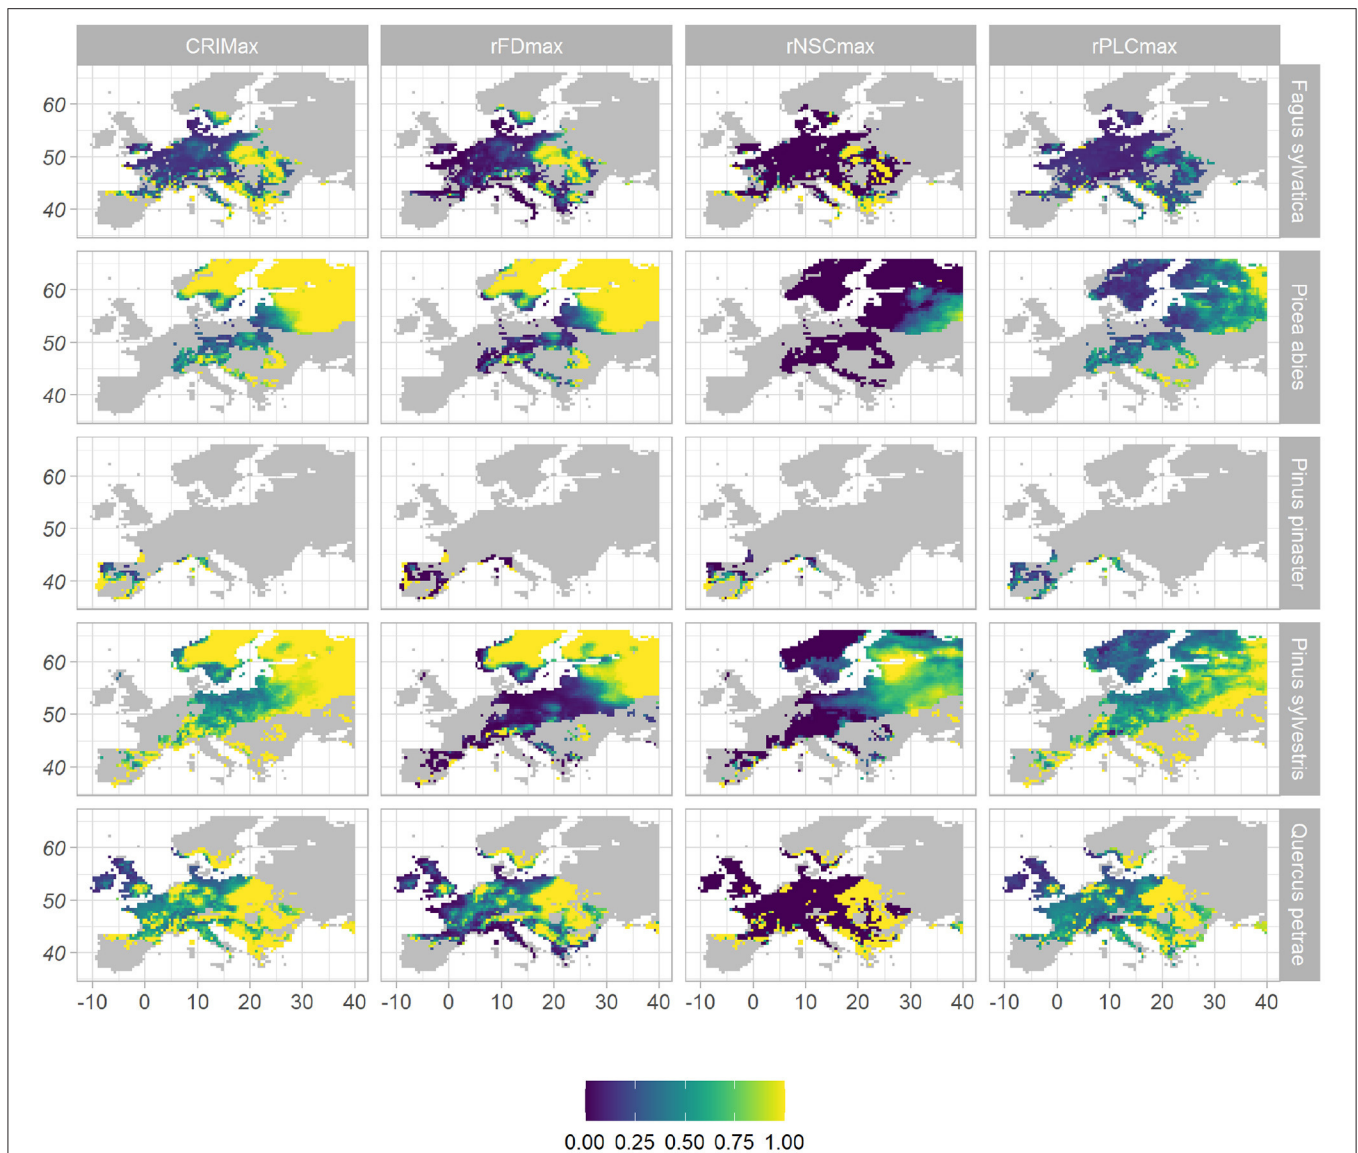 CRIMax rFDmax rNSCmax rPLCmax
60
50
40
Fagus sylvatica
60
50
40
Picea abies
60
50
40
Pinus pinaster
60
50
40
Pinus sylvestris
60
50
40
Quercus petrae
-10 0 10 20 30 40 -10 0 10 20 30 40 -10 0 10 20 30 40 -10 0 10 20 30 40
0.00 0.25 0.50 0.75 1.00